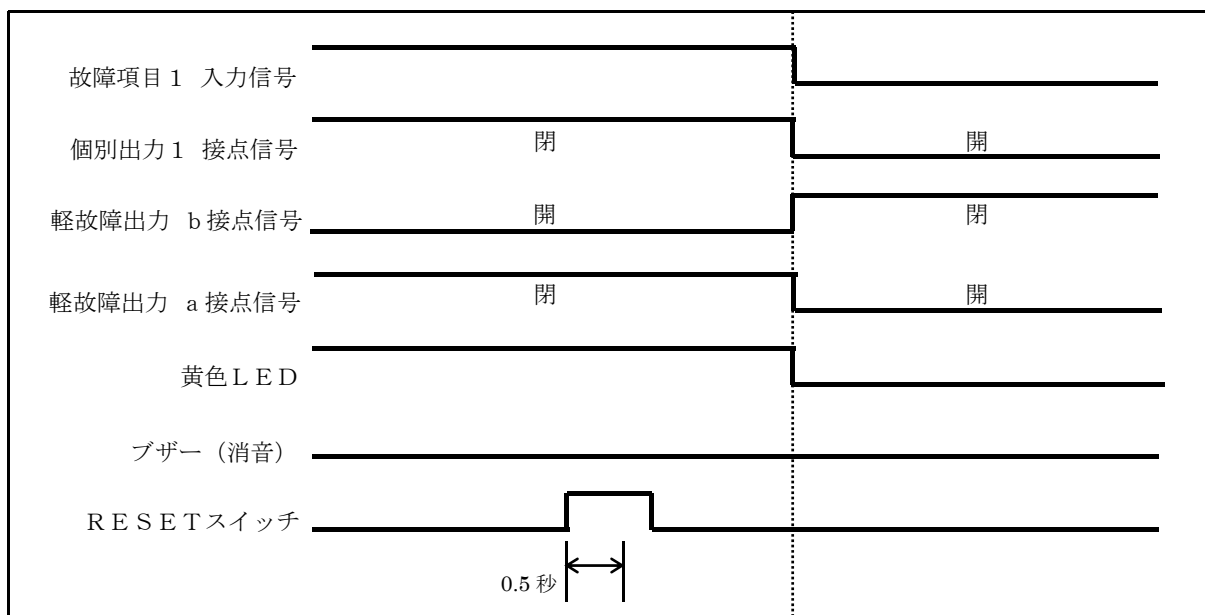 故障項目１ 入力信号
個別出力１ 接点信号
閉
開
軽故障出力 ｂ接点信号
開
閉
軽故障出力 ａ接点信号
閉
開
黄色ＬＥＤ
ブザー（消音）
ＲＥＳＥＴスイッチ
0.5秒